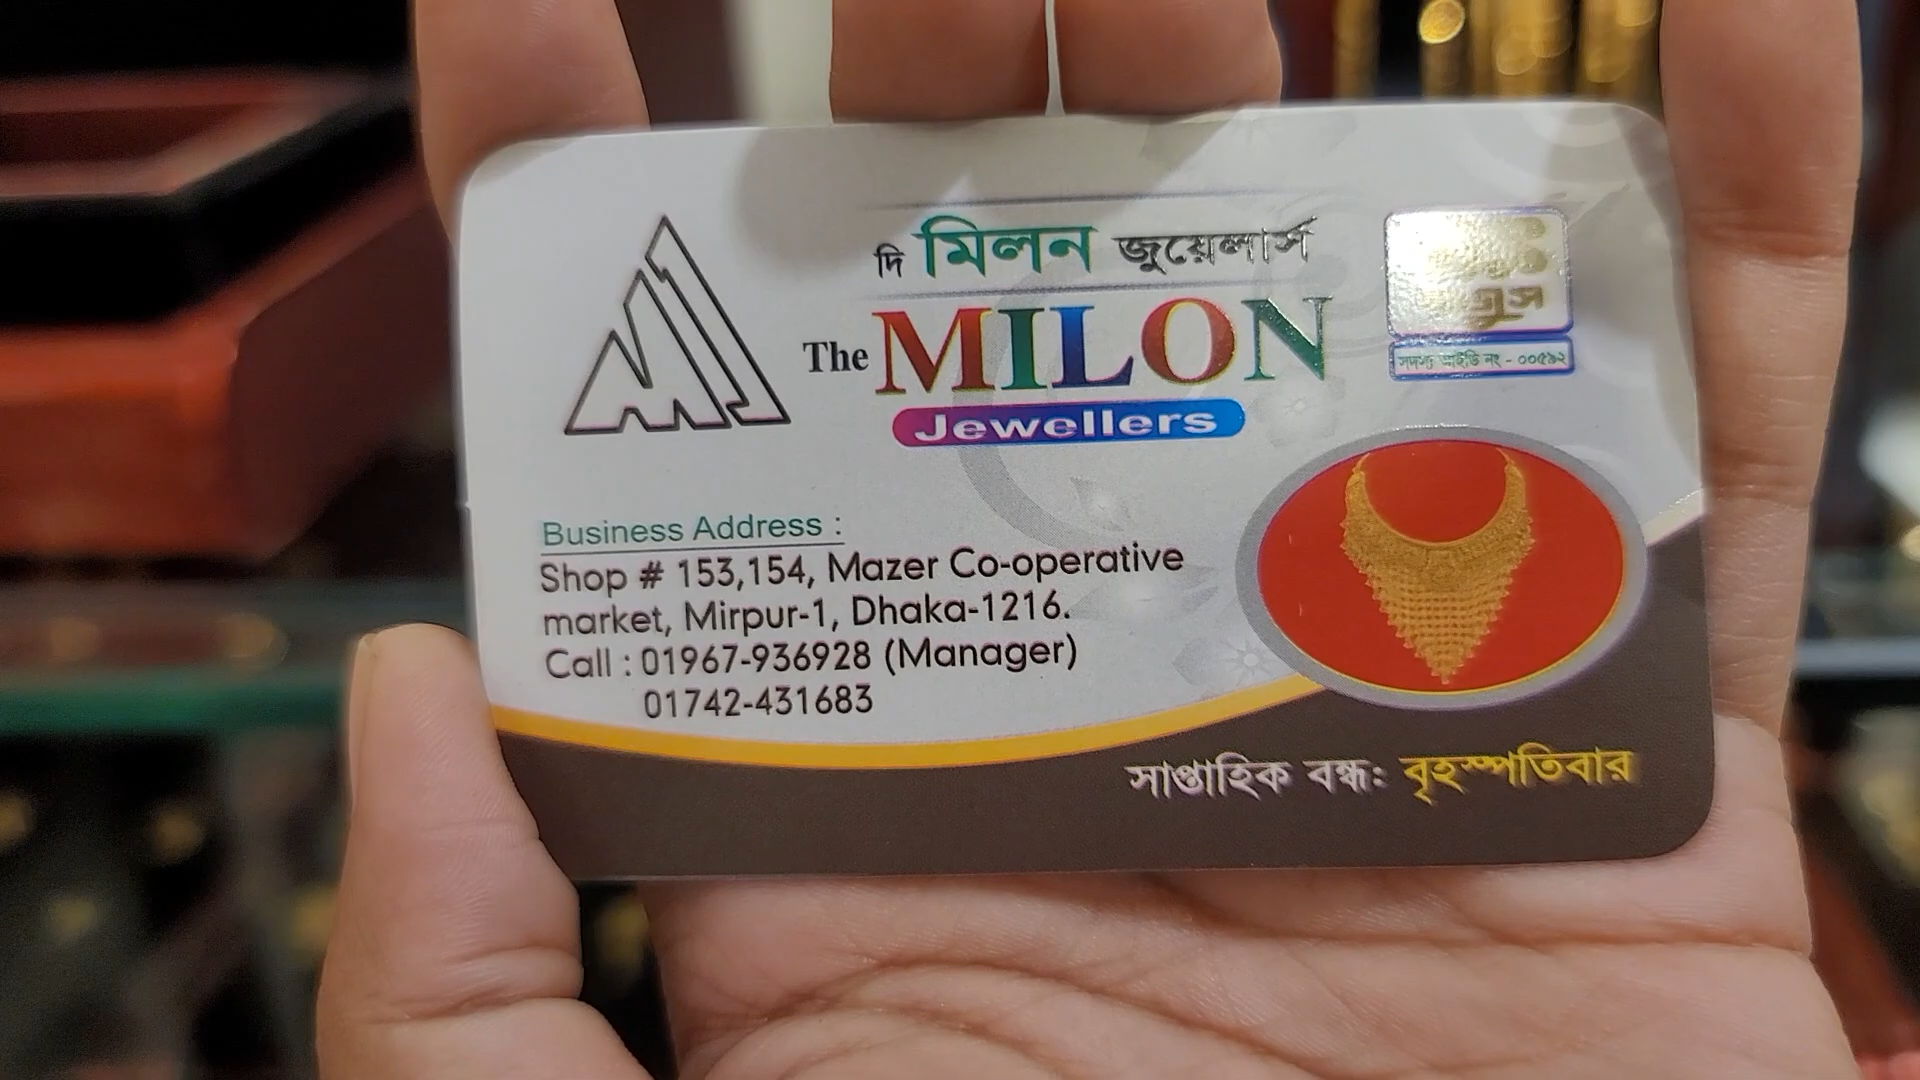 দি মিলন জুয়েলার্স
The MILON
Jewellers
সদস্য আইডি নং - ০০৫৯২
Business Address :
Shop # 153,154, Mazer Co-operative
market, Mirpur-1, Dhaka-1216.
Call : 01967-936928 (Manager)
01742-431683
সাপ্তাহিক বন্ধ: বৃহস্পতিবার